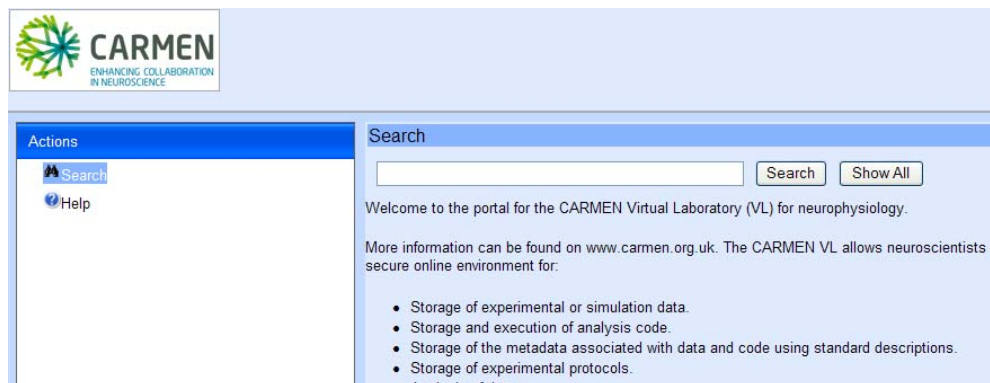 CARMEN
ENHANCING COLLABORATION
IN NEUROSCIENCE
Actions
Search
Help
Search
Search Show All
Welcome to the portal for the CARMEN Virtual Laboratory (VL) for neurophysiology.
More information can be found on www.carmen.org.uk. The CARMEN VL allows neuroscientists
secure online environment for:
• Storage of experimental or simulation data.
• Storage and execution of analysis code.
• Storage of the metadata associated with data and code using standard descriptions.
• Storage of experimental protocols.